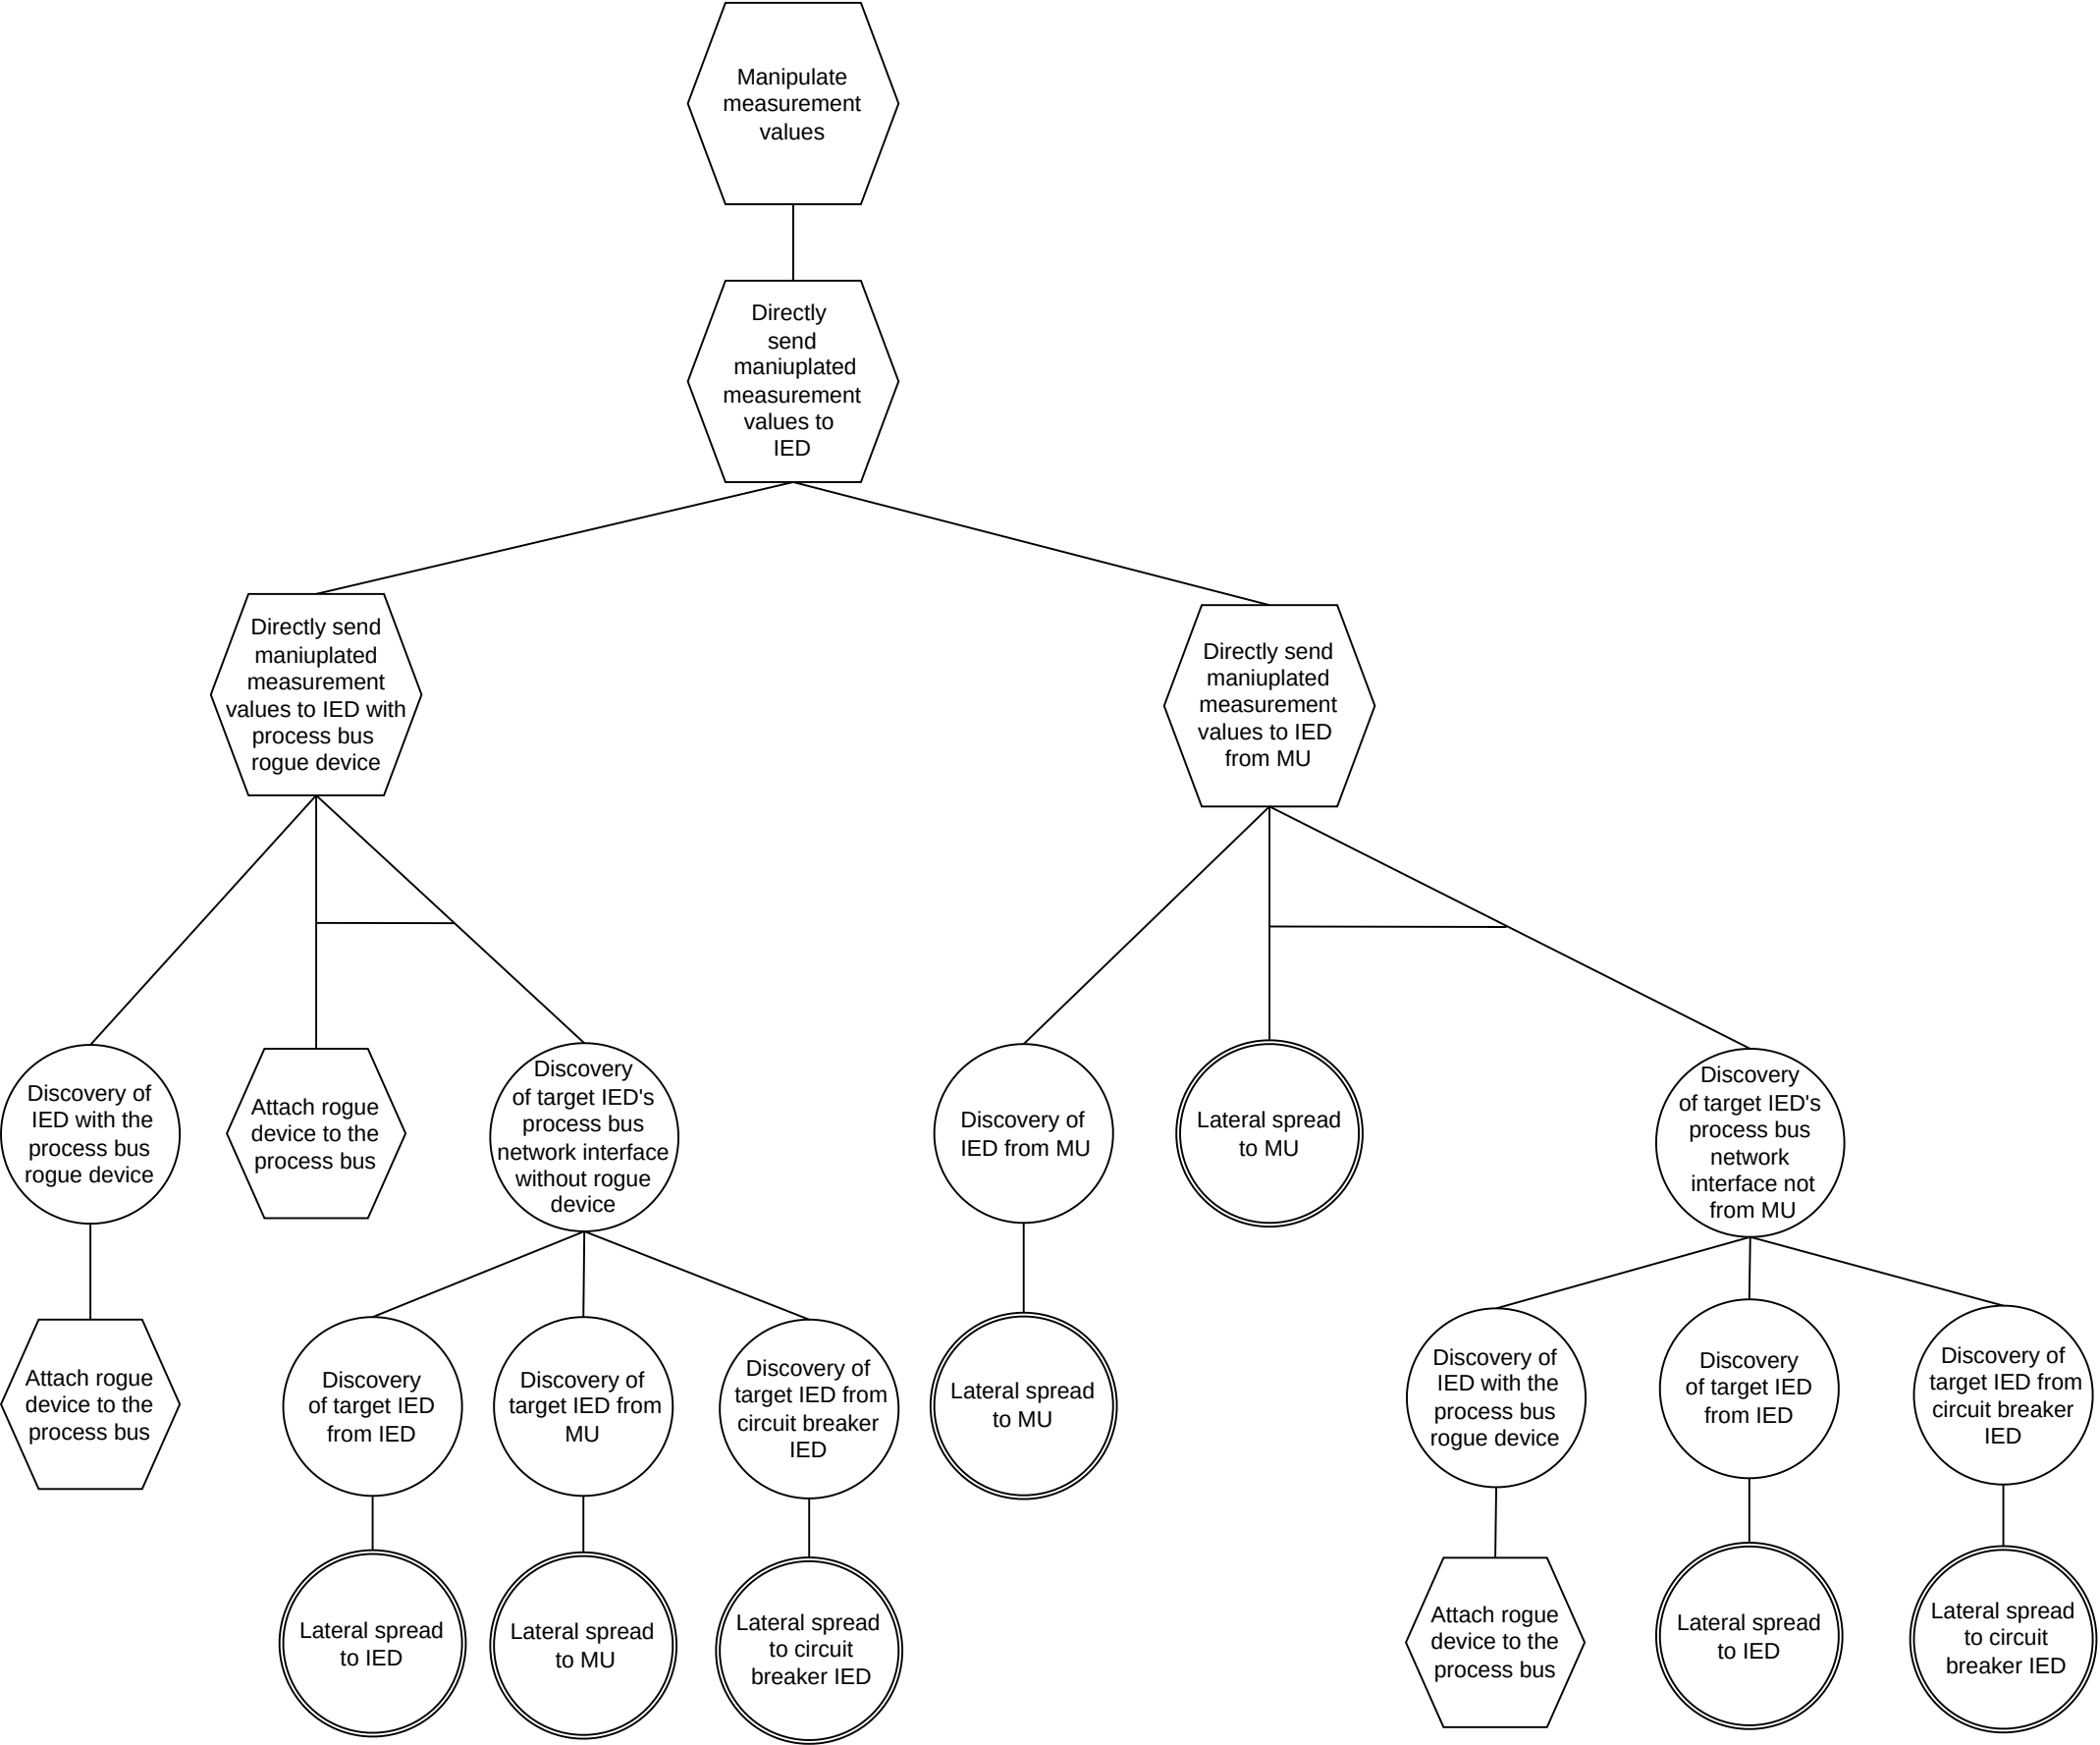 Manipulate
measurement
values
Directly
send
maniuplated
measurement
values to
IED
Directly send
maniuplated
measurement
values to IED with
process bus
rogue device
Directly send
maniuplated
measurement
values to IED
from MU
Discovery of
IED with the
process bus
rogue device
Attach rogue
device to the
process bus
Discovery
of target IED's
process bus
network interface
without rogue
device
Discovery of
IED from MU
Lateral spread
to MU
Discovery
of target IED's
process bus
network
interface not
from MU
Attach rogue
device to the
process bus
Discovery
of target IED
from IED
Discovery of
target IED from
MU
Discovery of
target IED from
circuit breaker
IED
Lateral spread
to MU
Discovery of
IED with the
process bus
rogue device
Discovery
of target IED
from IED
Discovery of
target IED from
circuit breaker
IED
Lateral spread
to IED
Lateral spread
to MU
Lateral spread
to circuit
breaker IED
Attach rogue
device to the
process bus
Lateral spread
to IED
Lateral spread
to circuit
breaker IED